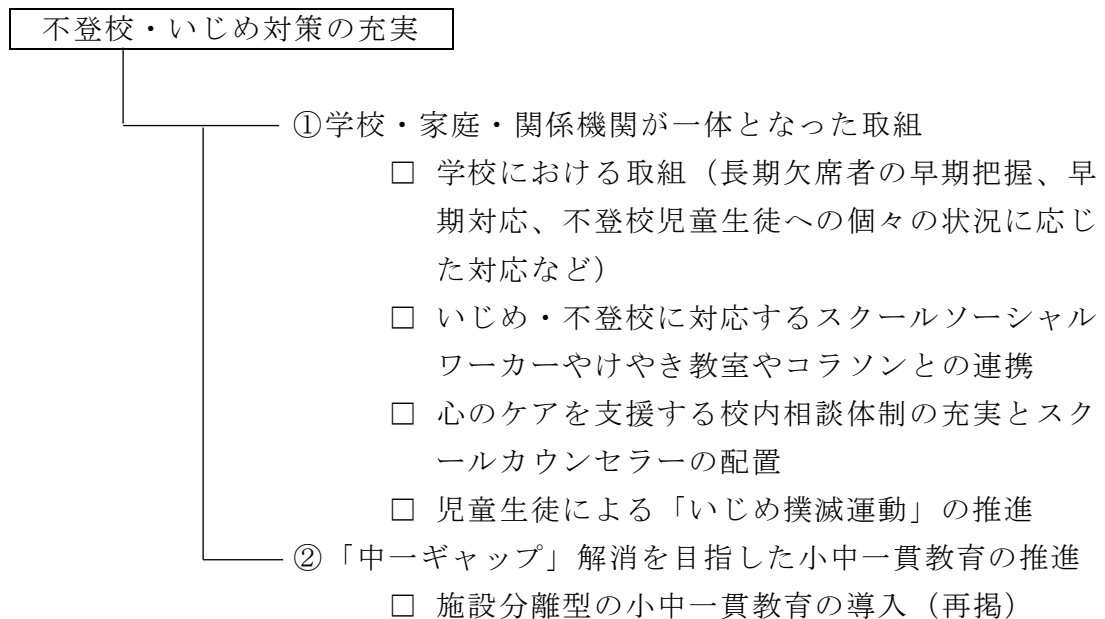 不登校・いじめ対策の充実
①学校・家庭・関係機関が一体となった取組
□ 学校における取組（長期欠席者の早期把握、早
期対応、不登校児童生徒への個々の状況に応じ
た対応など）
□ いじめ・不登校に対応するスクールソーシャル
ワーカーやけやき教室やコラソンとの連携
□ 心のケアを支援する校内相談体制の充実とスク
ールカウンセラーの配置
□ 児童生徒による「いじめ撲滅運動」の推進
②「中一ギャップ」解消を目指した小中一貫教育の推進
□ 施設分離型の小中一貫教育の導入（再掲）